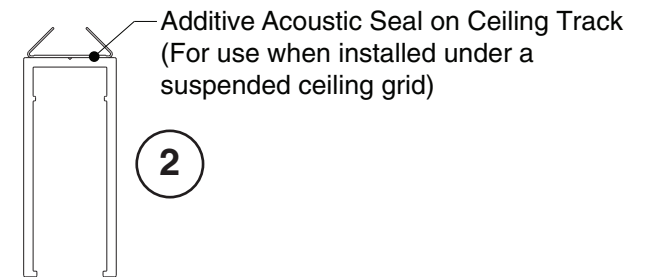 Additive Acoustic Seal on Ceiling Track
(For use when installed under a
suspended ceiling grid)
2